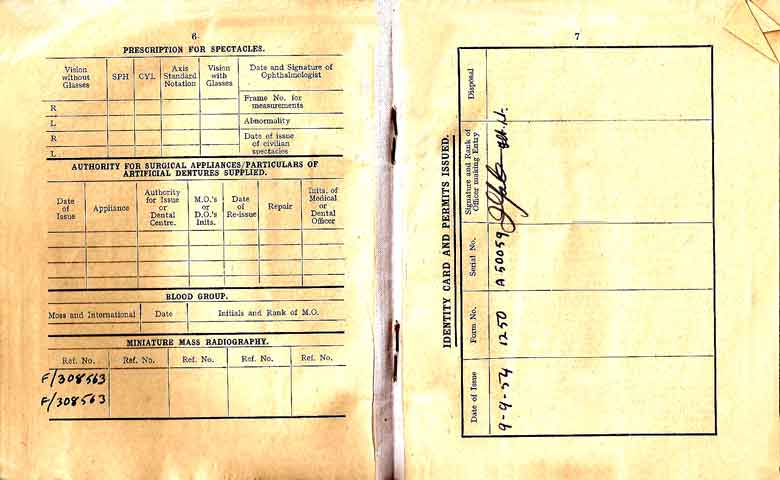 6
PRESCRIPTION FOR SPECTACLES.
Vision without Glasses SPH CYL Axis Standard Notation Vision with Glasses Date and Signature of Ophthalmologist
Frame No. for measurements
R
L Abnormality
R Date of issue of civilian spectacles
L
AUTHORITY FOR SURGICAL APPLIANCES/PARTICULARS OF
ARTIFICIAL DENTURES SUPPLIED.
Date of Issue Appliance Authority for Issue or Dental Centre. M.O.'s or D.O.'s Inits. Date of Re-issue Repair Inits. of Medical or Dental Officer
BLOOD GROUP.
Moss and International Date Initials and Rank of M.O.
MINIATURE MASS RADIOGRAPHY.
Ref. No. Ref. No. Ref. No. Ref. No. Ref. No.
F/308563
F/308563
7
IDENTITY CARD AND PERMITS ISSUED.
Date of Issue Form No. Serial No. Signature and Rank of Officer making Entry Disposal
9-9-54 1250 A50059